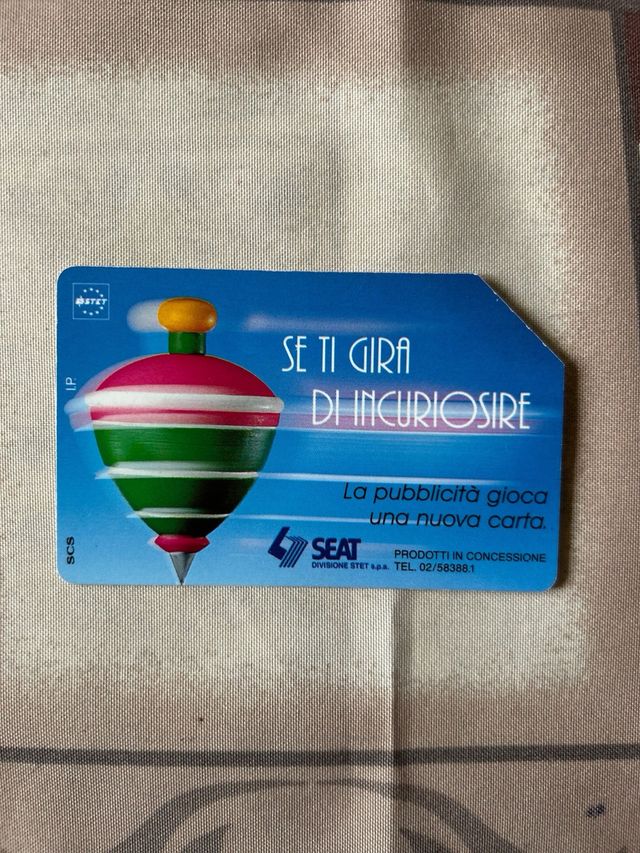 STET
SE TI GIRA
DI INCURIOSIRE
La pubblicità gioca
una nuova carta.
SEAT
DIVISIONE STET s.p.a.
PRODOTTI IN CONCESSIONE
TEL. 02/58388.1
I.P.
SCS